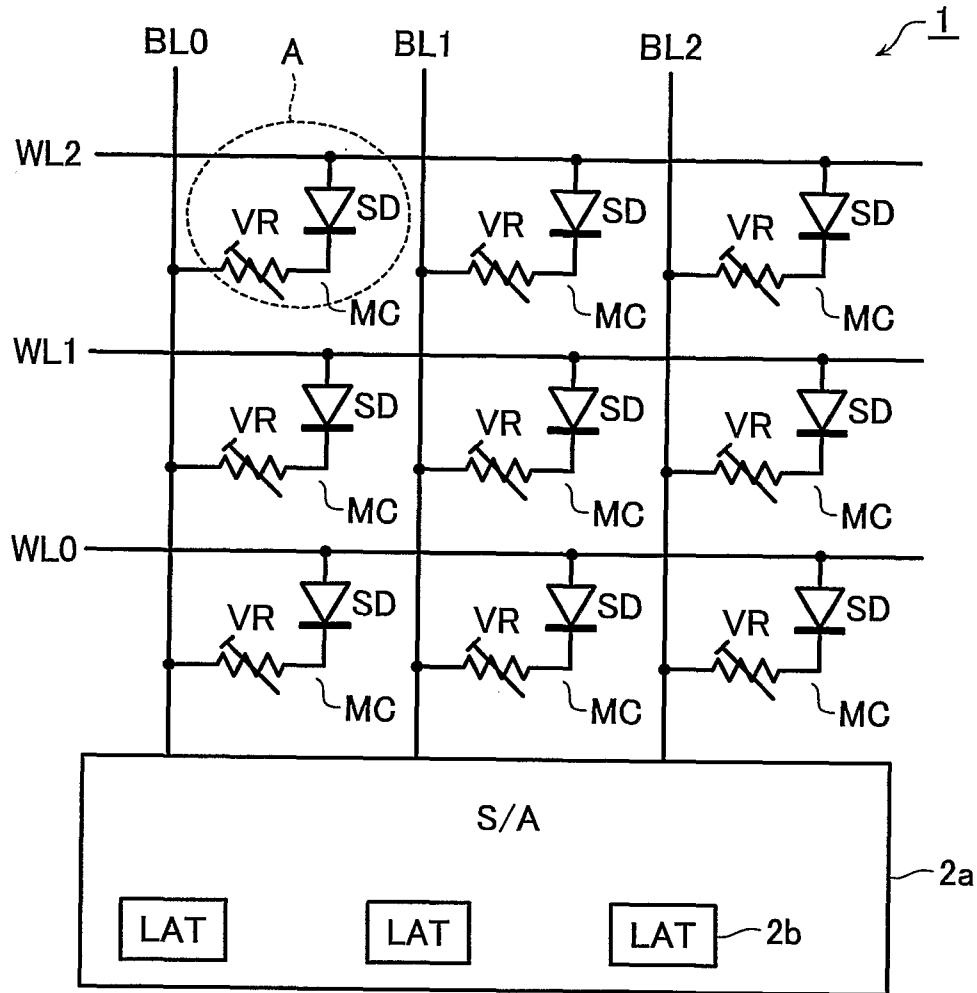 1
BL0 BL1 BL2
A
WL2
SD SD SD
VR VR VR
MC MC MC
WL1
SD SD SD
VR VR VR
MC MC MC
WL0
SD SD SD
VR VR VR
MC MC MC
S/A
2a
LAT LAT LAT 2b